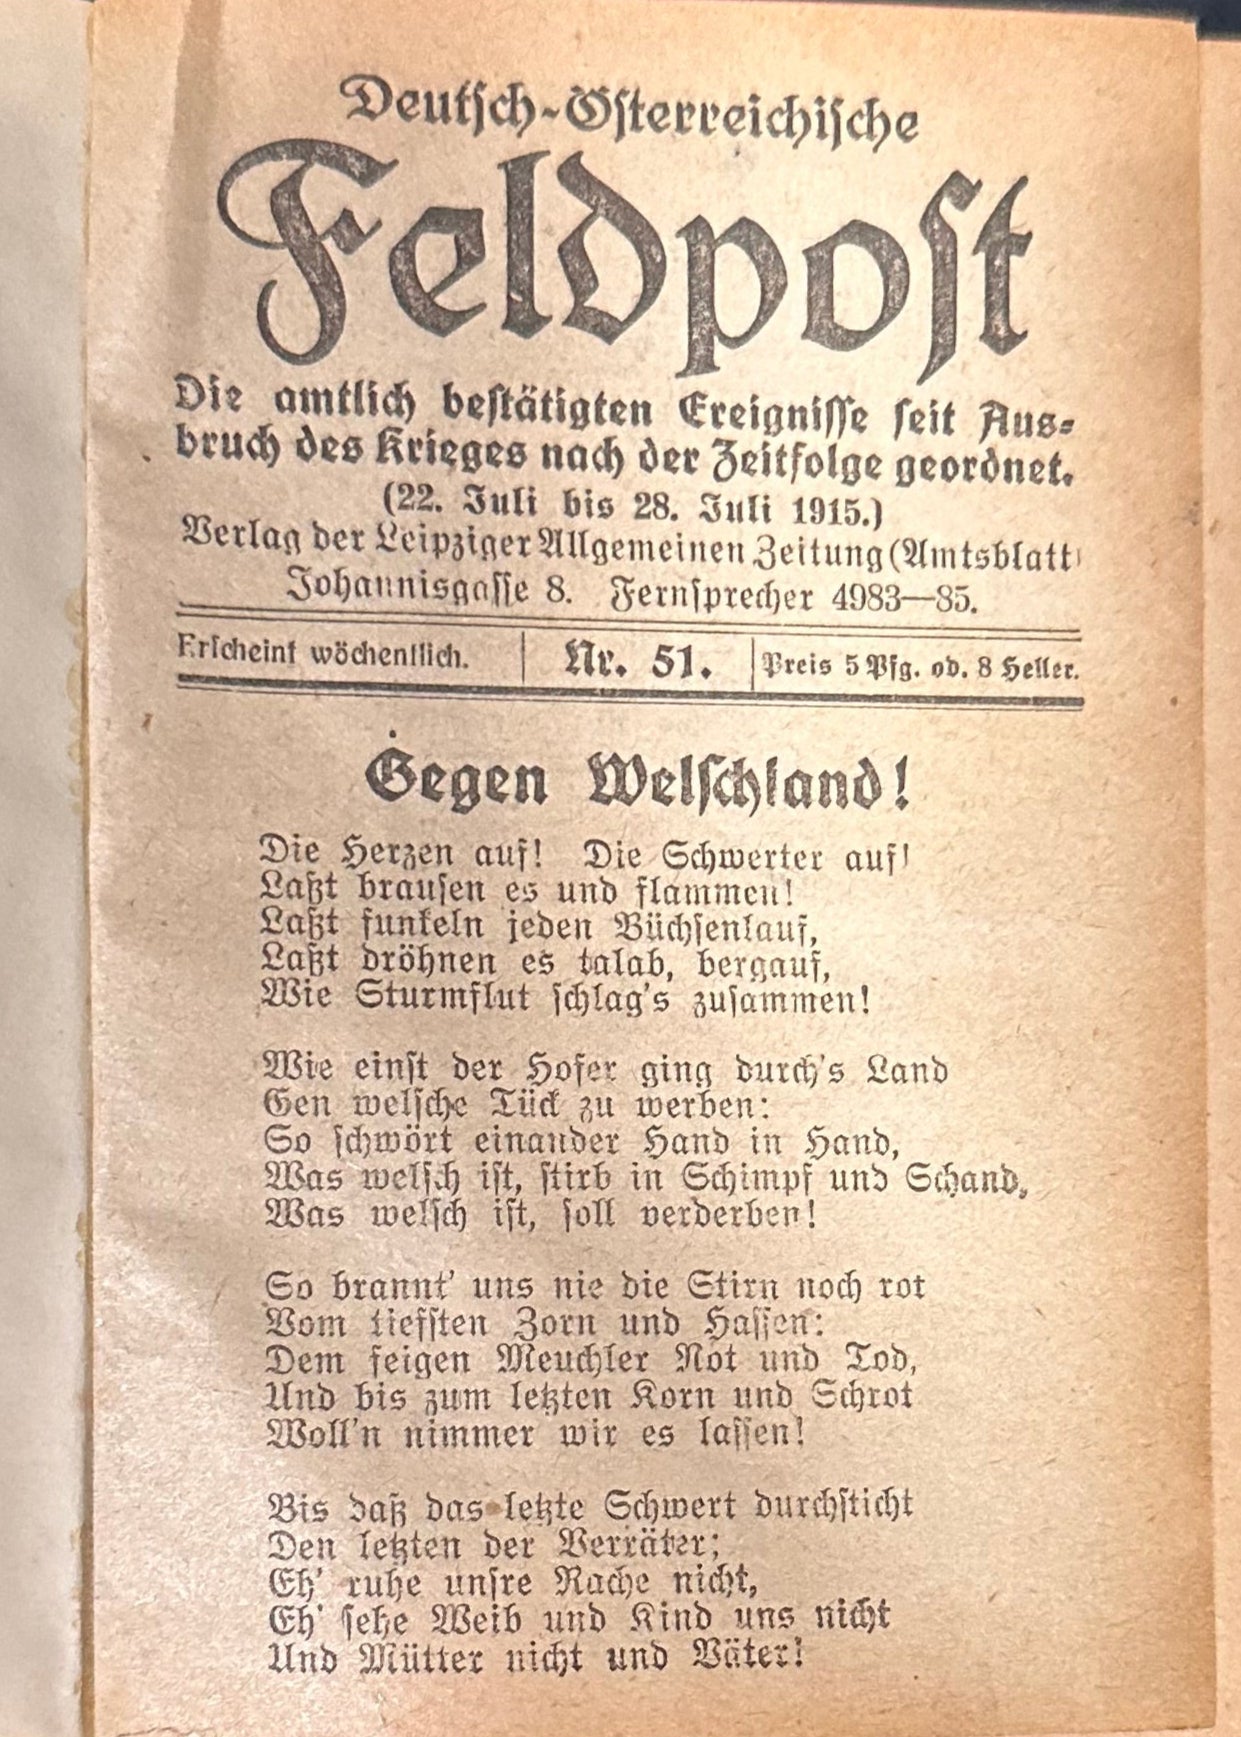 Deutsch-Österreichische
Feldpost
Die amtlich bestätigten Ereignisse seit Aus-
bruch des Krieges nach der Zeitfolge geordnet.
(22. Juli bis 28. Juli 1915.)
Verlag der Leipziger Allgemeinen Zeitung (Amtsblatt)
Johannisgasse 8. Fernsprecher 4983—85.
Erscheint wöchentlich. Nr. 51. Preis 5 Pfg. od. 8 Heller.
Gegen Welschland!
Die Herzen auf! Die Schwerter auf!
Laßt brausen es und flammen!
Laßt funkeln jeden Büchsenlauf,
Laßt dröhnen es talab, bergauf,
Wie Sturmflut schlag's zusammen!
Wie einst der Hofer ging durch's Land
Gen welsche Tück zu werben:
So schwört einander Hand in Hand,
Was welsch ist, stirb in Schimpf und Schand,
Was welsch ist, soll verderben!
So brannt' uns nie die Stirn noch rot
Vom tiefsten Zorn und Hassen:
Dem feigen Meuchler Not und Tod,
Und bis zum letzten Korn und Schrot
Woll'n nimmer wir es lassen!
Bis daß das letzte Schwert durchsticht
Den letzten der Verräter;
Eh' ruhe unsre Rache nicht,
Eh' sehe Weib und Kind uns nicht
Und Mütter nicht und Väter!